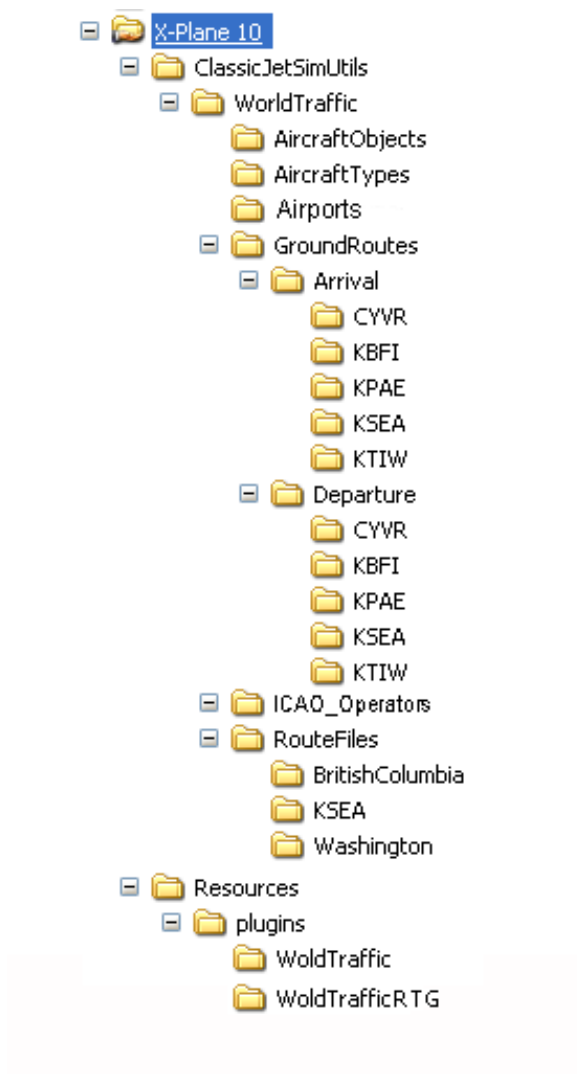 X-Plane 10
ClassicJetSimUtils
WorldTraffic
AircraftObjects
AircraftTypes
Airports
GroundRoutes
Arrival
CYVR
KBFI
KPAE
KSEA
KTIW
Departure
CYVR
KBFI
KPAE
KSEA
KTIW
ICAO_Operators
RouteFiles
BritishColumbia
KSEA
Washington
Resources
plugins
WoldTraffic
WoldTrafficRTG